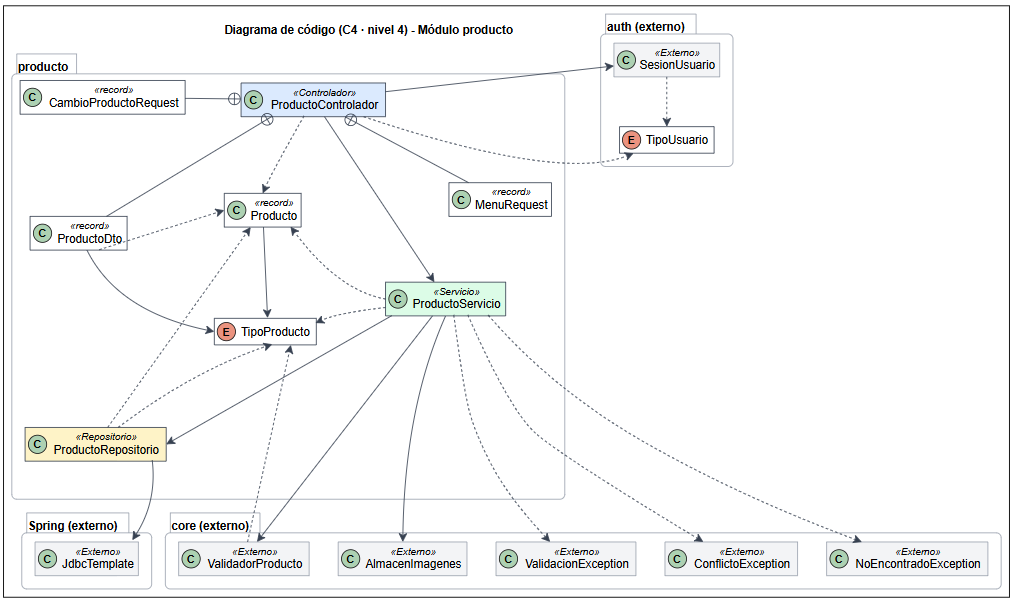 Diagrama de código (C4 · nivel 4) - Módulo producto
auth (externo)
C
«Externo»
SesionUsuario
E
TipoUsuario
producto
C
«record»
CambioProductoRequest
C
«Controlador»
ProductoControlador
C
«record»
MenuRequest
C
«record»
Producto
C
«record»
ProductoDto
C
«Servicio»
ProductoServicio
E
TipoProducto
C
«Repositorio»
ProductoRepositorio
Spring (externo)
C
«Externo»
JdbcTemplate
core (externo)
C
«Externo»
ValidadorProducto
C
«Externo»
AlmacenImagenes
C
«Externo»
ValidacionException
C
«Externo»
ConflictoException
C
«Externo»
NoEncontradoException